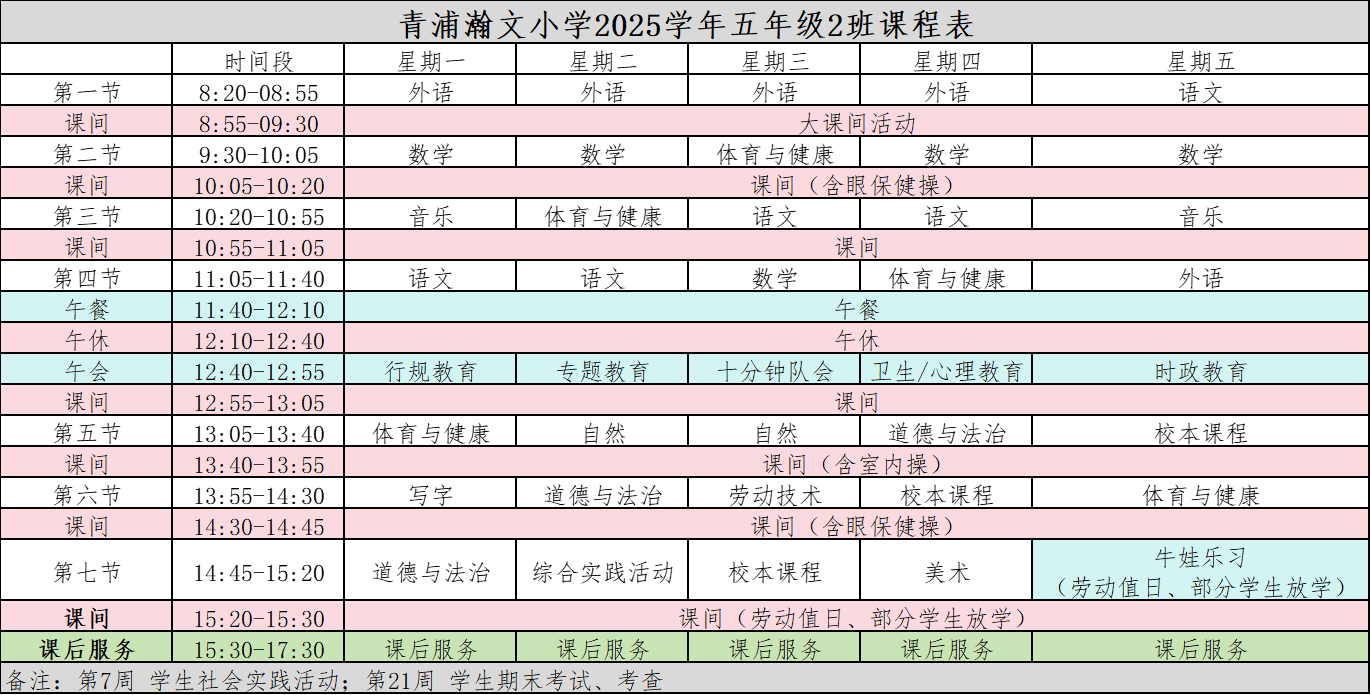 青浦瀚文小学2025学年五年级2班课程表
时间段 星期一 星期二 星期三 星期四 星期五
第一节 8:20-08:55 外语 外语 外语 外语 语文
课间 8:55-09:30 大课间活动
第二节 9:30-10:05 数学 数学 体育与健康 数学 数学
课间 10:05-10:20 课间（含眼保健操）
第三节 10:20-10:55 音乐 体育与健康 语文 语文 音乐
课间 10:55-11:05 课间
第四节 11:05-11:40 语文 语文 数学 体育与健康 外语
午餐 11:40-12:10 午餐
午休 12:10-12:40 午休
午会 12:40-12:55 行规教育 专题教育 十分钟队会 卫生/心理教育 时政教育
课间 12:55-13:05 课间
第五节 13:05-13:40 体育与健康 自然 自然 道德与法治 校本课程
课间 13:40-13:55 课间（含室内操）
第六节 13:55-14:30 写字 道德与法治 劳动技术 校本课程 体育与健康
课间 14:30-14:45 课间（含眼保健操）
第七节 14:45-15:20 道德与法治 综合实践活动 校本课程 美术 牛娃乐习
（劳动值日、部分学生放学）
课间 15:20-15:30 课间（劳动值日、部分学生放学）
课后服务 15:30-17:30 课后服务 课后服务 课后服务 课后服务 课后服务
备注：第7周 学生社会实践活动；第21周 学生期末考试、考查